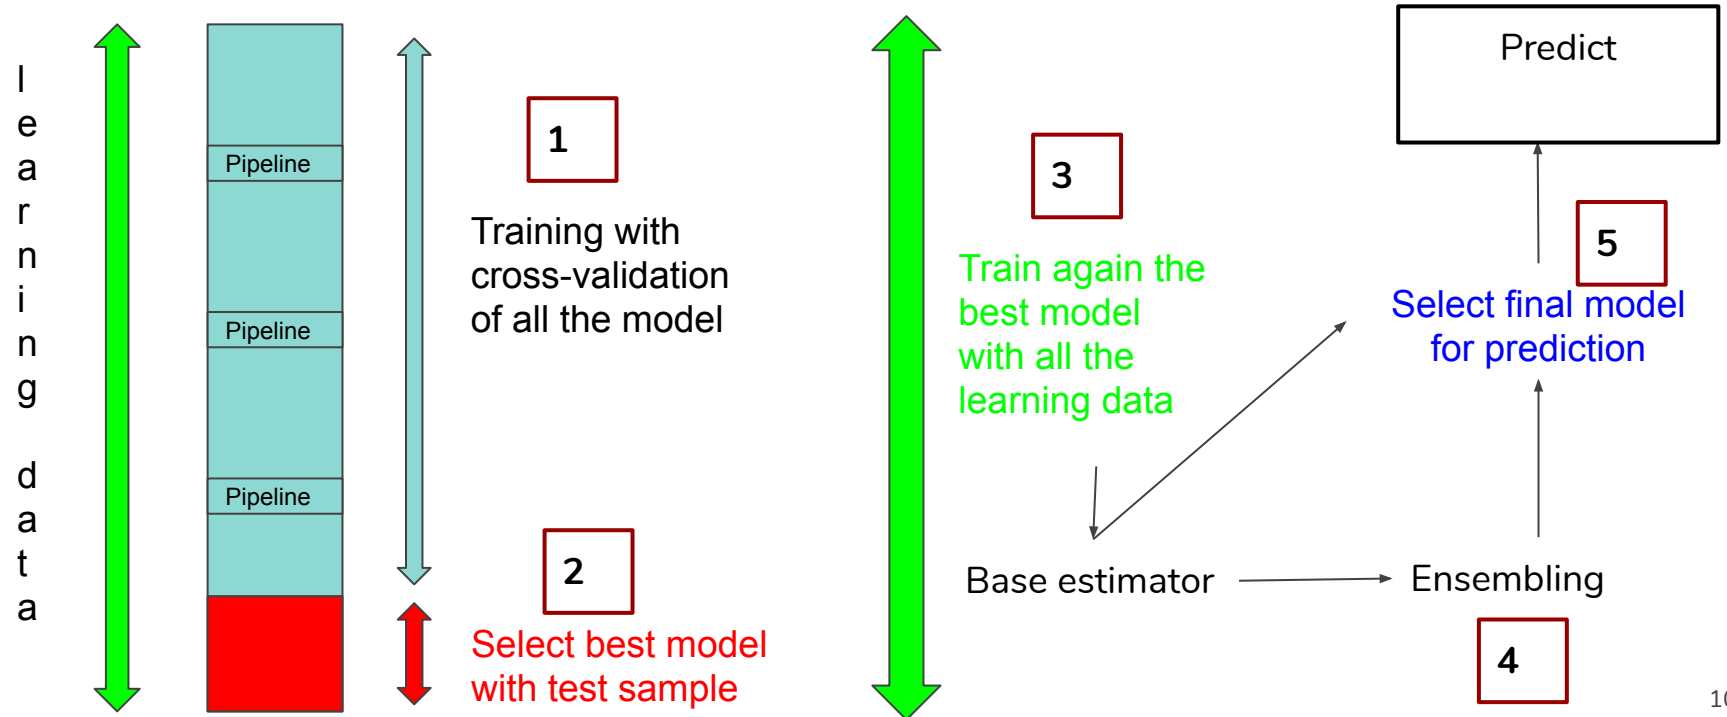 learning data
Pipeline
Pipeline
Pipeline
1
Training with
cross-validation
of all the model
2
Select best model
with test sample
3
Train again the
best model
with all the
learning data
Base estimator
Ensembling
4
5
Select final model
for prediction
Predict